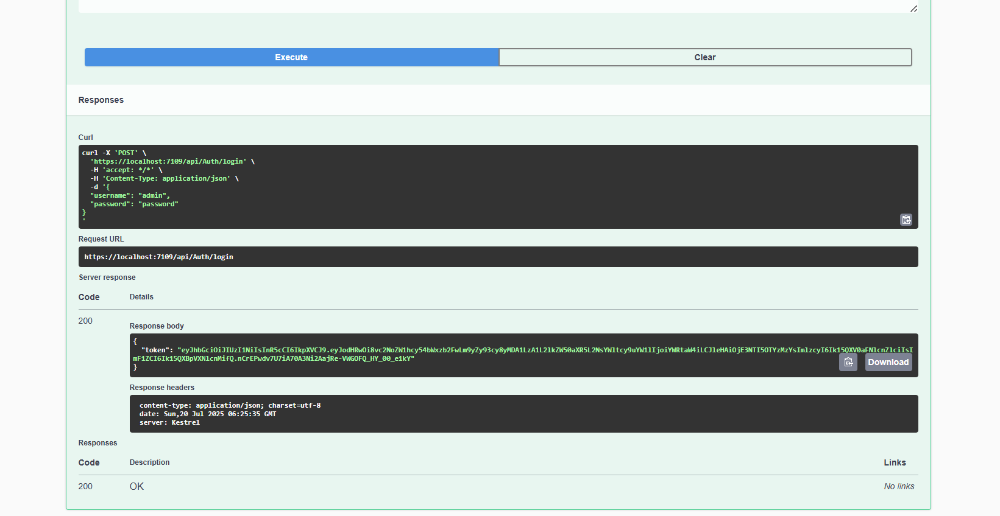 Execute
Clear
Responses
Curl
curl -X 'POST' \
'https://localhost:7109/api/Auth/login' \
-H 'accept: */*' \
-H 'Content-Type: application/json' \
-d '{
"username": "admin",
"password": "password"
}
'
Request URL
https://localhost:7109/api/Auth/login
Server response
Code Details
200
Response body
{
"token": "eyJhbGciOiJIUzI1NiIsInR5cCI6IkpXVCJ9.eyJodHRwOi8vc2NoZW1hcy54bWxzb2FwLm9yZy93cy8yMDA1LzA1L2lkZW50aXR5L2NsYWltcy9uYW1lIjoiYWRtaW4iLCJleHAiOjE3NTI5OTYzMzYsImlzcyI6Ik15QXV0aFNlcnZlciIsI
mF1ZCI6Ik15QXBpVXNlcnMifQ.nCrEPwdv7U7iA70A3Ni2AajRe-VWGOFQ_HY_00_e1kY"
}
Download
Response headers
content-type: application/json; charset=utf-8
date: Sun,20 Jul 2025 06:25:35 GMT
server: Kestrel
Responses
Code Description Links
200 OK No links